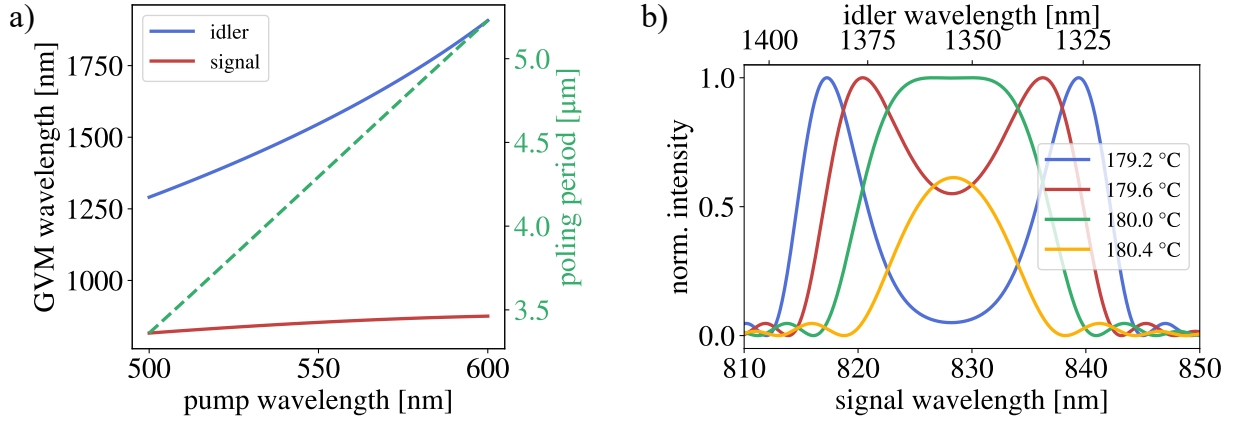 a)
GVM wavelength [nm]
1750
1500
1250
1000
idler
signal
5.0
4.5
4.0
3.5
poling period [μm]
500 550 600
pump wavelength [nm]
b)
idler wavelength [nm]
1400 1375 1350 1325
norm. intensity
1.0
0.5
0.0
179.2 °C
179.6 °C
180.0 °C
180.4 °C
810 820 830 840 850
signal wavelength [nm]